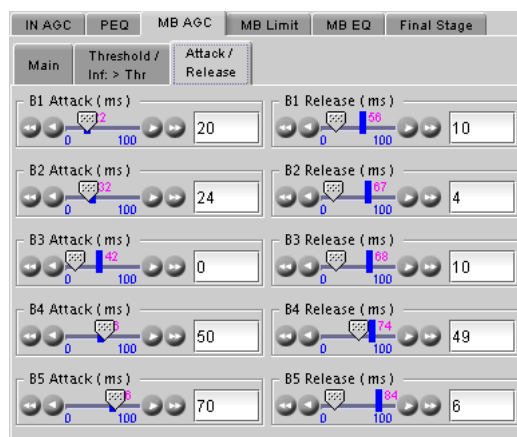 IN AGC PEQ MB AGC MB Limit MB EQ Final Stage
Main Threshold / Inf: > Thr Attack / Release
B1 Attack ( ms ) B1 Release ( ms )
0 100 20 56 0 100 10
B2 Attack ( ms ) B2 Release ( ms )
32 0 100 24 67 0 100 4
B3 Attack ( ms ) B3 Release ( ms )
42 0 100 0 68 0 100 10
B4 Attack ( ms ) B4 Release ( ms )
0 100 50 74 0 100 49
B5 Attack ( ms ) B5 Release ( ms )
0 100 70 84 0 100 6